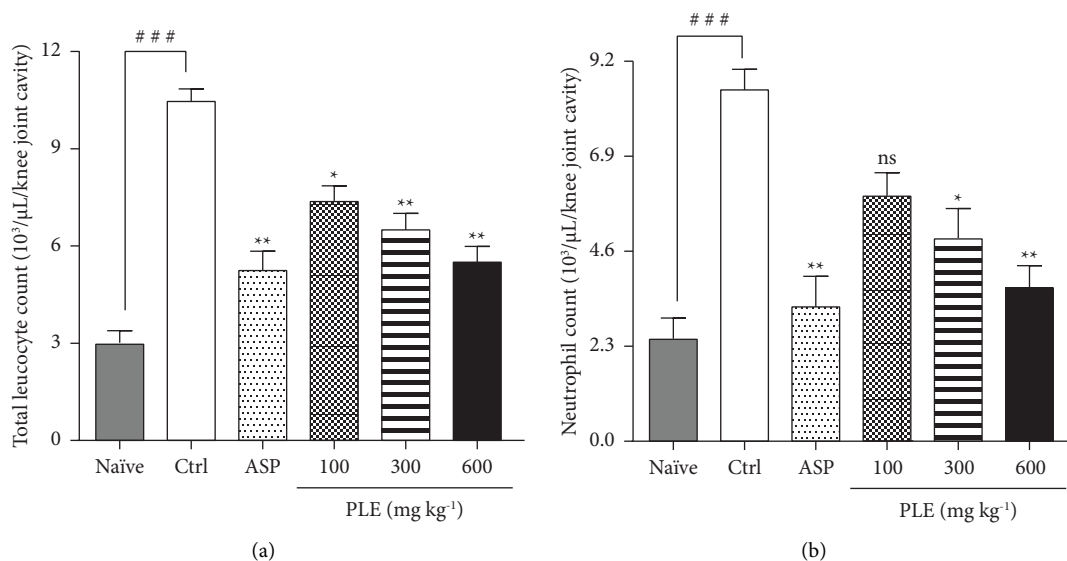 Total leucocyte count (10³/μL/knee joint cavity)
12
9
6
3
0
# # #
**
*
**
**
Naïve Ctrl ASP 100 300 600
PLE (mg kg⁻¹)
(a)
Neutrophil count (10³/μL/knee joint cavity)
9.2
6.9
4.6
2.3
0.0
# # #
**
ns
*
**
Naïve Ctrl ASP 100 300 600
PLE (mg kg⁻¹)
(b)